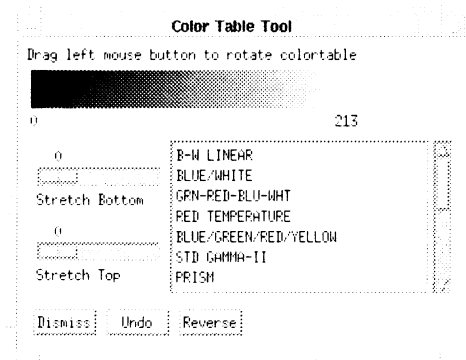 Color Table Tool
Drag left mouse button to rotate colortable
0 213
0
Stretch Bottom
0
Stretch Top
B-W LINEAR
BLUE/WHITE
GRN-RED-BLU-WHT
RED TEMPERATURE
BLUE/GREEN/RED/YELLOW
STD GAMMA-II
PRISM
Dismiss Undo Reverse